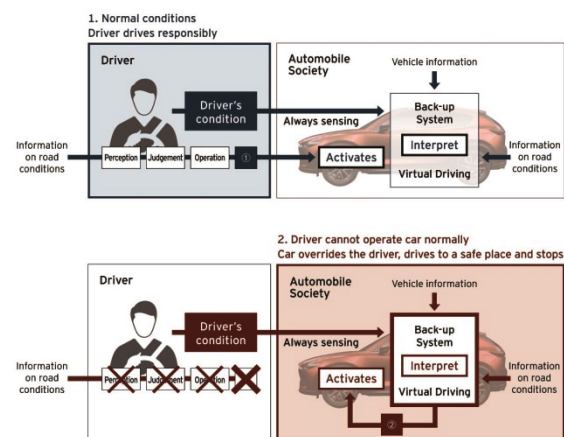 1. Normal conditions
Driver drives responsibly
Driver
Automobile
Society
Vehicle information
Driver's
condition
Always sensing
Back-up
System
Information
on road
conditions
Perception
Judgement
Operation
①
Activates
Interpret
Virtual Driving
Information
on road
conditions
2. Driver cannot operate car normally
Car overrides the driver, drives to a safe place and stops
Driver
Automobile
Society
Vehicle information
Driver's
condition
Always sensing
Back-up
System
Information
on road
conditions
Perception
Judgement
Operation
Activates
Interpret
Virtual Driving
Information
on road
conditions
②